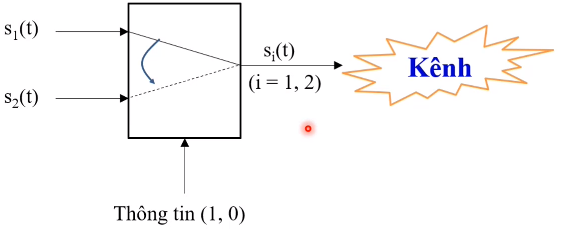 s1(t)
s2(t)
si(t)
(i = 1, 2)
Kênh
Thông tin (1, 0)